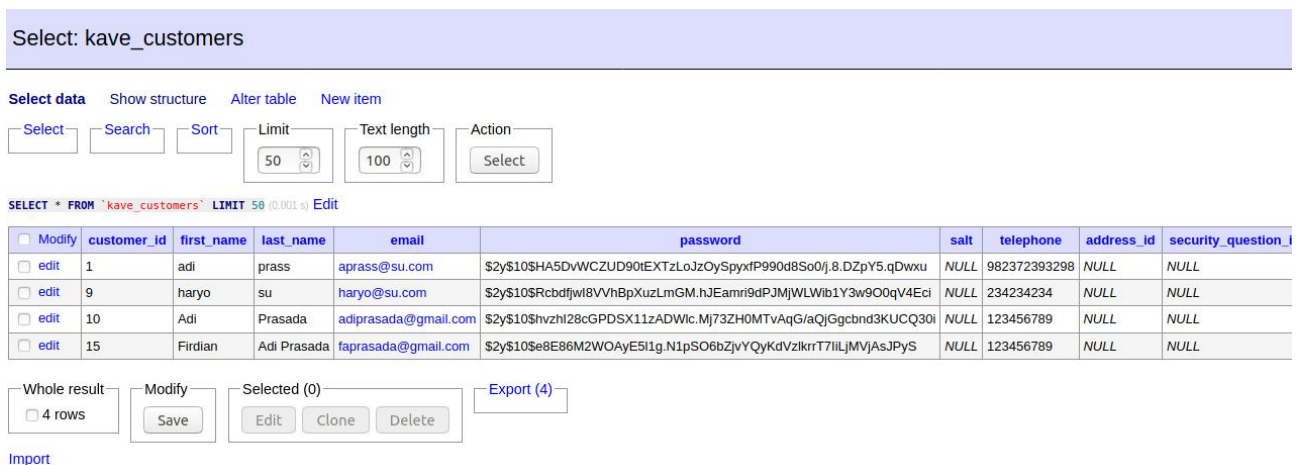 Select: kave_customers
Select data Show structure Alter table New item
Select Search Sort Limit Text length Action
50 100 Select
SELECT * FROM `kave_customers` LIMIT 50 (0.001 s) Edit
Modify customer_id first_name last_name email password salt telephone address_id security_question_i
edit 1 adi prass aprass@su.com $2y$10$HA5DvWCZUD90tEXTzLoJzOySpyxfP990d8So0/j.8.DZpY5.qDwxu NULL 982372393298 NULL NULL
edit 9 haryo su haryo@su.com $2y$10$RcbdfjwI8VVhBpXuzLmGM.hJEamri9dPJMjWLWib1Y3w9O0qV4Eci NULL 234234234 NULL NULL
edit 10 Adi Prasada adiprasada@gmail.com $2y$10$hvzhI28cGPDSX11zADWlc.Mj73ZH0MTvAqG/aQjGgcbnd3KUCQ30i NULL 123456789 NULL NULL
edit 15 Firdian Adi Prasada faprasada@gmail.com $2y$10$e8E86M2WOAyE5l1g.N1pSO6bZjvYQyKdVzlkrrT7IiLjMVjAsJPyS NULL 123456789 NULL NULL
Whole result Modify Selected (0) Export (4)
4 rows Save Edit Clone Delete
Import